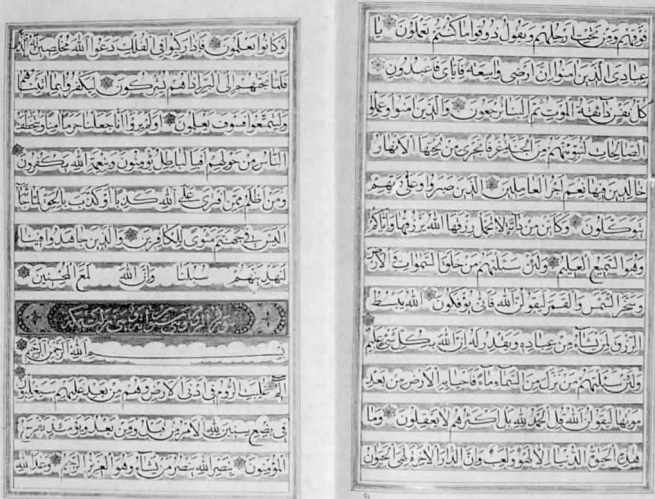 فوقهم ومن تحت ارجلهم ويقول ذوقوا ما كنتم تعملون يا
عبادي الذين امنوا ان ارضي واسعة فاياي فاعبدون
كل نفس ذائقة الموت ثم الينا ترجعون والذين امنوا وعملوا
الصالحات لنبوئنهم من الجنة غرفا تجري من تحتها الانهار
خالدين فيها نعم اجر العاملين الذين صبروا وعلى ربهم
يتوكلون وكاين من دابة لا تحمل رزقها الله يرزقها واياكم
وهو السميع العليم ولئن سئلتهم من خلق السموات والارض
وسخر الشمس والقمر ليقولن الله فانى يؤفكون الله يبسط
الرزق لمن يشاء من عباده ويقدر له ان الله بكل شئ عليم
ولئن سئلتهم من نزل من السماء ماء فاحيا به الارض من بعد
موتها ليقولن الله قل الحمد لله بل اكثرهم لا يعقلون وما
هذه الحيوة الدنيا الا لهو ولعب وان الدار الاخرة لهي الحيوان
لو كانوا يعلمون فاذا ركبوا في الفلك دعوا الله مخلصين له الدين
فلما نجيهم الى البر اذا هم يشركون ليكفروا بما اتيناهم
وليتمتعوا فسوف يعلمون اولم يروا انا جعلنا حرما امنا ويتخطف
الناس من حولهم افبالباطل يؤمنون وبنعمة الله يكفرون
ومن اظلم ممن افترى على الله كذبا او كذب بالحق لما جاءه
اليس في جهنم مثوى للكافرين والذين جاهدوا فينا
لنهدينهم سبلنا وان الله لمع المحسنين
بسم الله الرحمن الرحيم
الم غلبت الروم في ادنى الارض وهم من بعد غلبهم سيغلبون
في بضع سنين لله الامر من قبل ومن بعد ويومئذ يفرح
المؤمنون بنصر الله ينصر من يشاء وهو العزيز الرحيم وعد الله